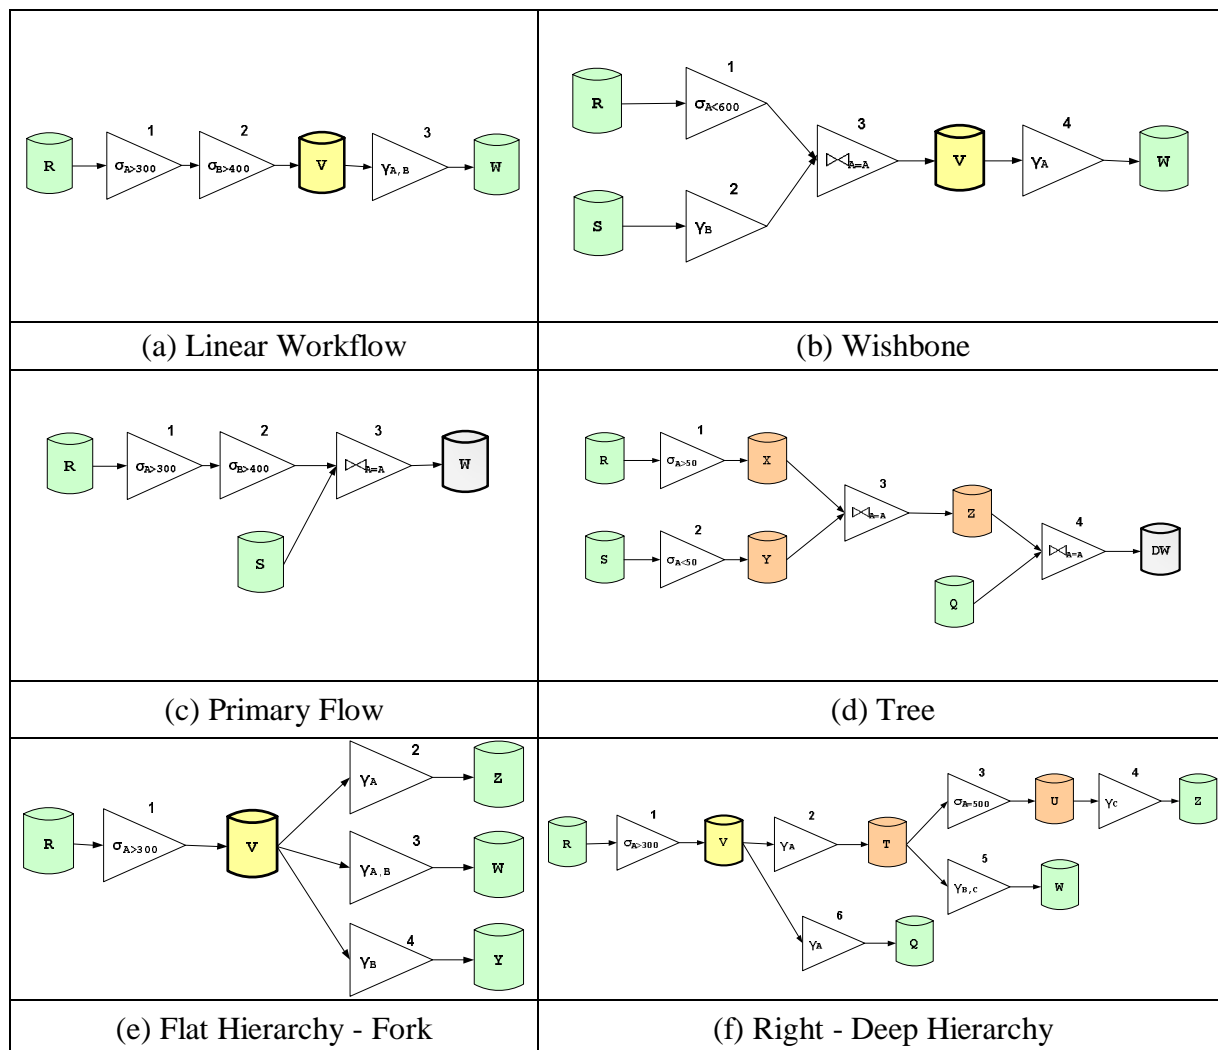 1
2
3
R
σA>300
σB>400
V
γA,B
W
(a) Linear Workflow
1
R
σA<600
3
4
⋈A=A
V
γA
W
2
S
γB
(b) Wishbone
1
2
3
R
σA>300
σB>400
⋈A=A
W
S
(c) Primary Flow
1
R
σA>50
X
3
⋈A=A
Z
2
S
σA<50
Y
4
⋈A=A
DW
Q
(d) Tree
2
γA
Z
1
R
σA>300
V
3
γA,B
W
4
γB
Y
(e) Flat Hierarchy - Fork
3
4
σA=500
U
γC
Z
1
2
R
σA>300
V
γA
T
5
γB,C
W
6
γA
Q
(f) Right - Deep Hierarchy